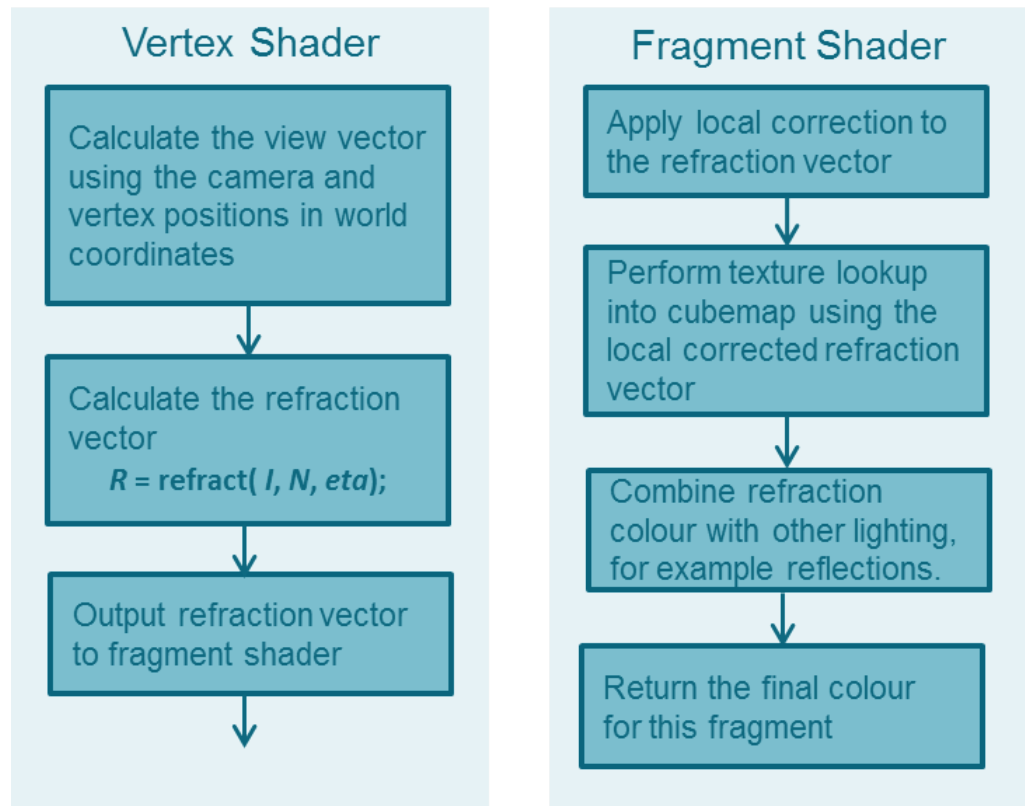 Vertex Shader
Calculate the view vector
using the camera and
vertex positions in world
coordinates
Calculate the refraction
vector
R = refract( I, N, eta);
Output refraction vector
to fragment shader
Fragment Shader
Apply local correction to
the refraction vector
Perform texture lookup
into cubemap using the
local corrected refraction
vector
Combine refraction
colour with other lighting,
for example reflections.
Return the final colour
for this fragment